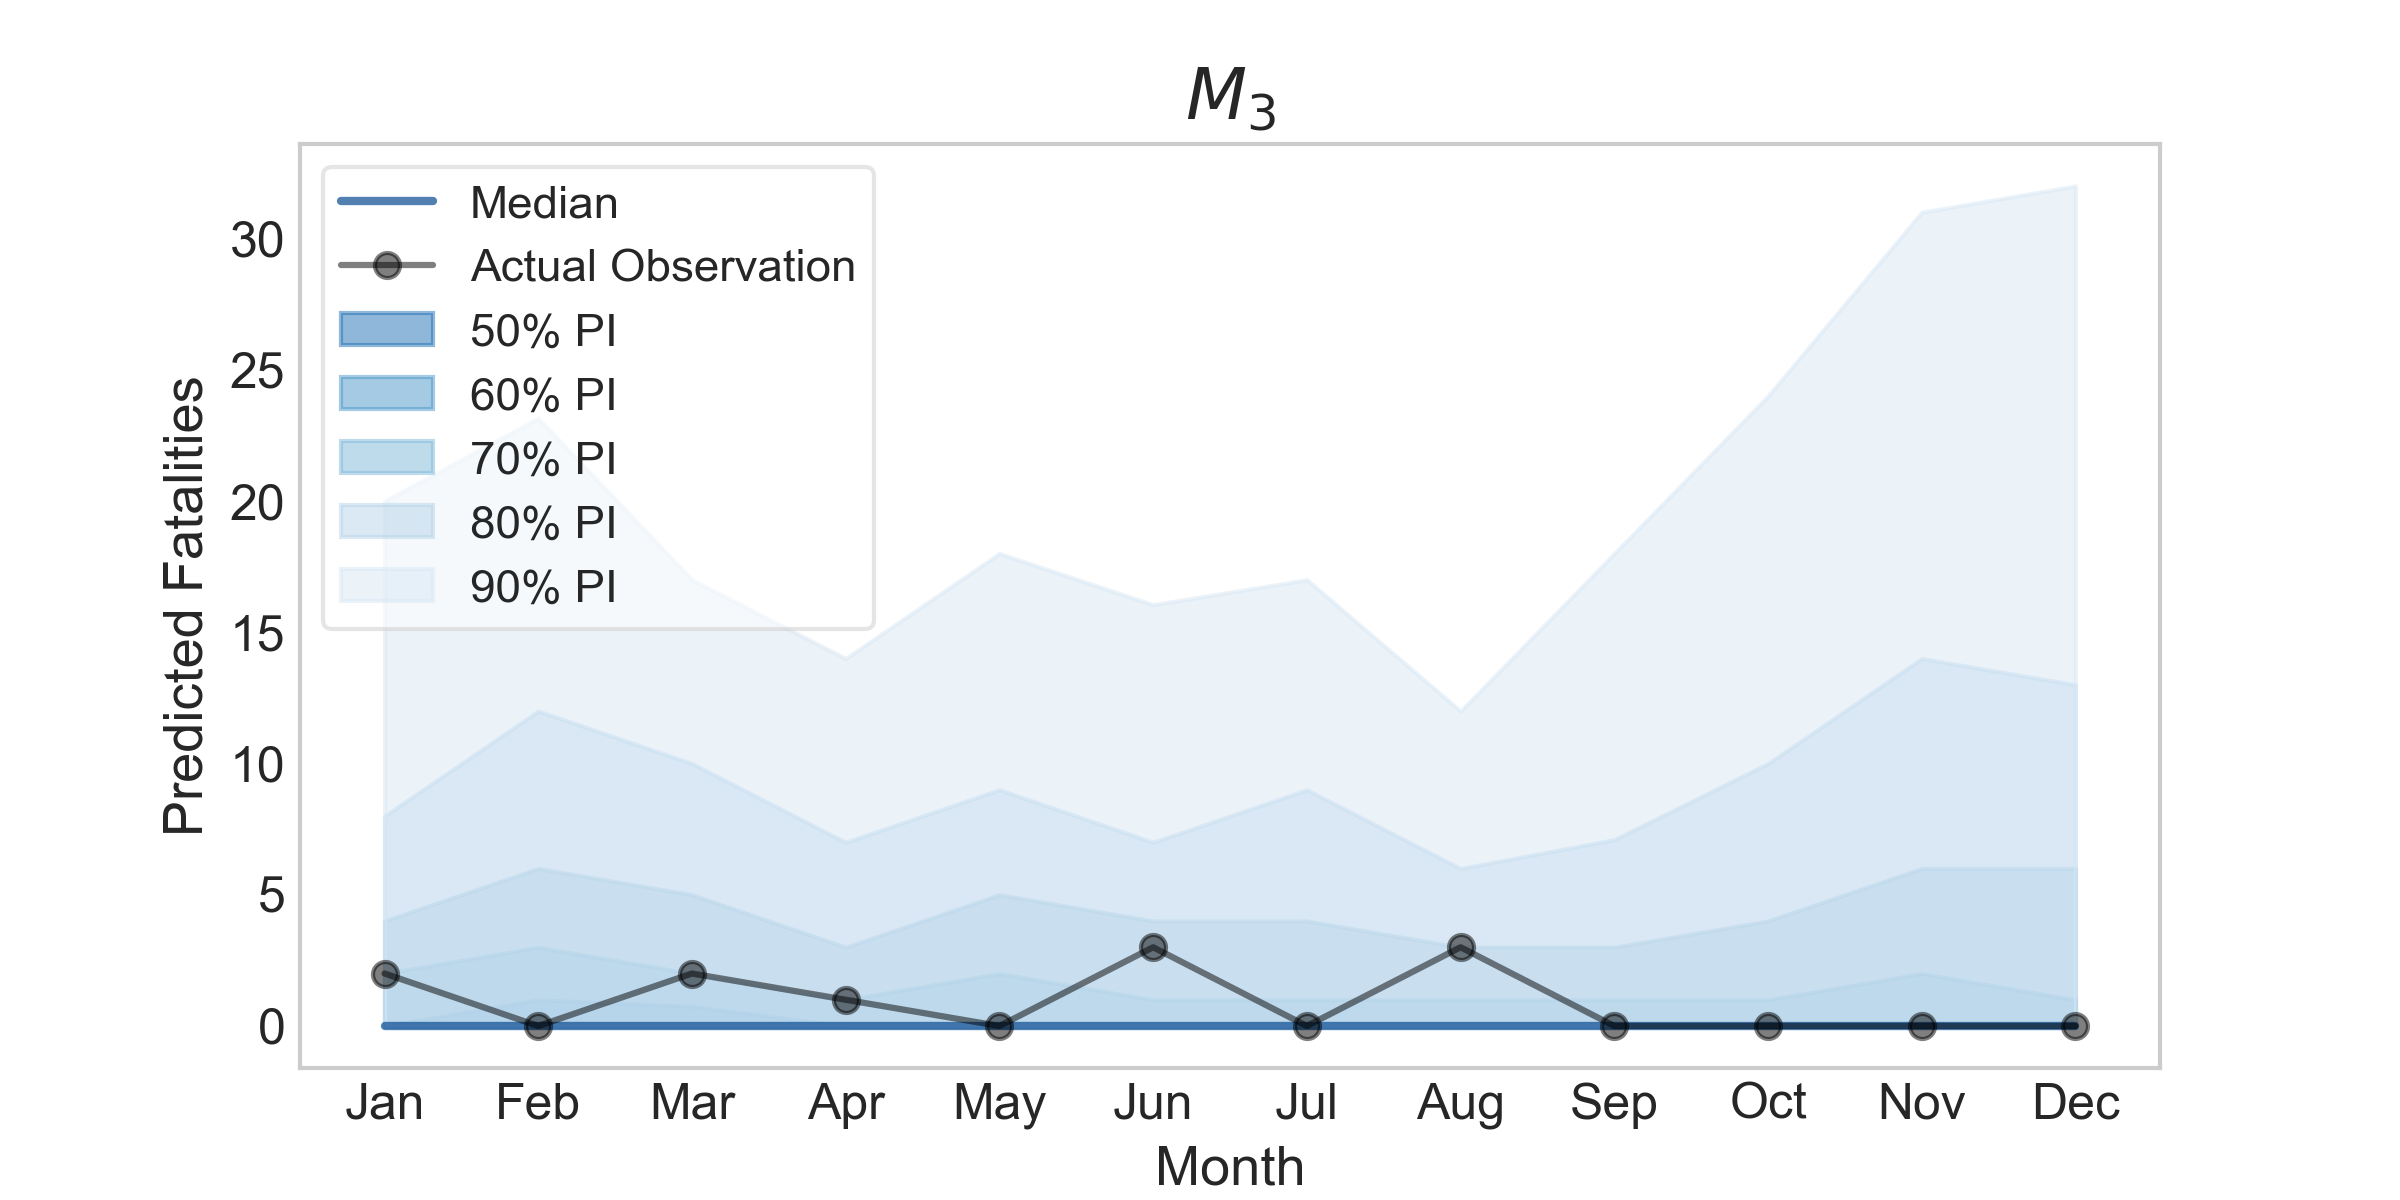 M3
Median
Actual Observation
50% PI
60% PI
70% PI
80% PI
90% PI
Predicted Fatalities
30
25
20
15
10
5
0
Jan Feb Mar Apr May Jun Jul Aug Sep Oct Nov Dec
Month